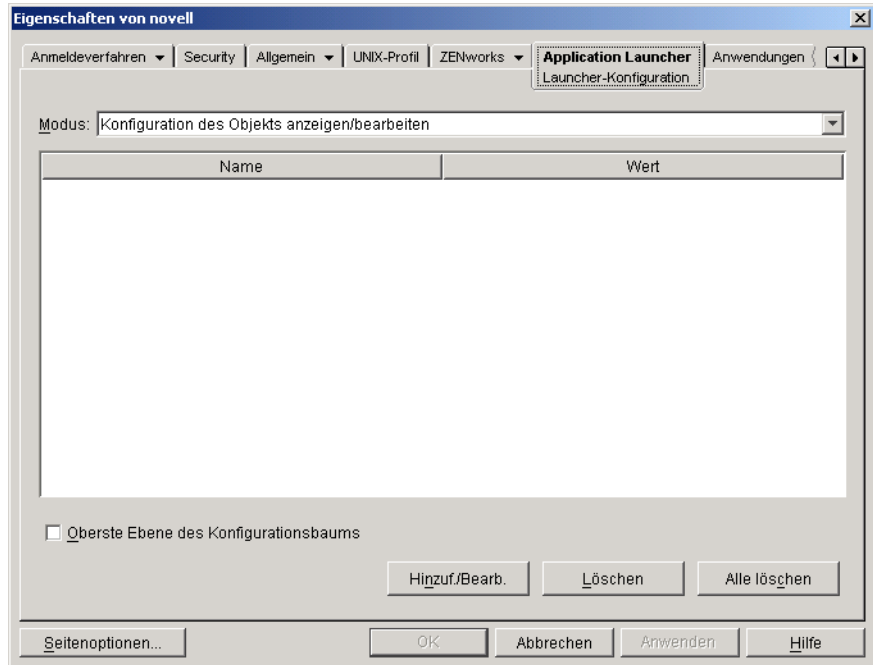 Eigenschaften von novell
Anmeldeverfahren
Security
Allgemein
UNIX-Profil
ZENworks
Application Launcher
Launcher-Konfiguration
Anwendungen
Modus: Konfiguration des Objekts anzeigen/bearbeiten
Name Wert
Oberste Ebene des Konfigurationsbaums
Hinzuf./Bearb. Löschen Alle löschen
Seitenoptionen... OK Abbrechen Anwenden Hilfe